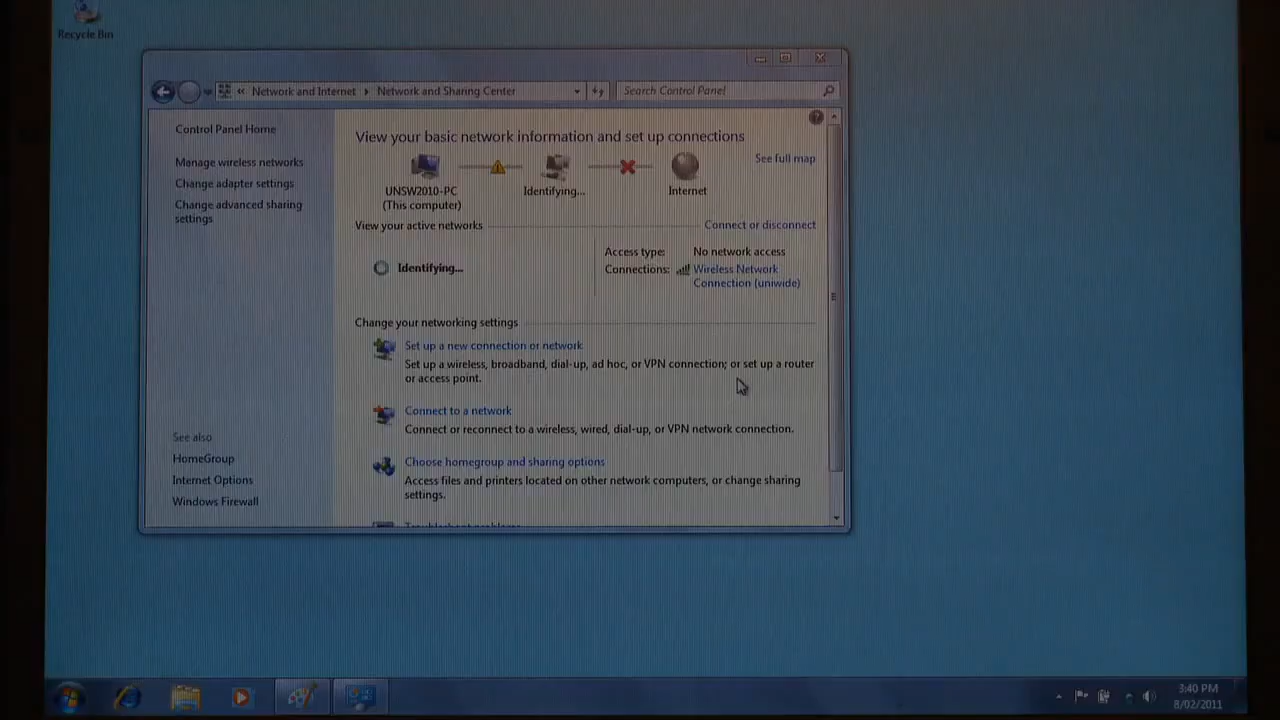 Recycle Bin
« Network and Internet Network and Sharing Center
Search Control Panel
Control Panel Home
Manage wireless networks
Change adapter settings
Change advanced sharing
settings
See also
HomeGroup
Internet Options
Windows Firewall
View your basic network information and set up connections
See full map
UNSW2010-PC
(This computer)
Identifying...
Internet
View your active networks
Connect or disconnect
Identifying...
Access type: No network access
Connections: Wireless Network
Connection (uniwide)
Change your networking settings
Set up a new connection or network
Set up a wireless, broadband, dial-up, ad hoc, or VPN connection; or set up a router
or access point.
Connect to a network
Connect or reconnect to a wireless, wired, dial-up, or VPN network connection.
Choose homegroup and sharing options
Access files and printers located on other network computers, or change sharing
settings.
3:40 PM
8/02/2011